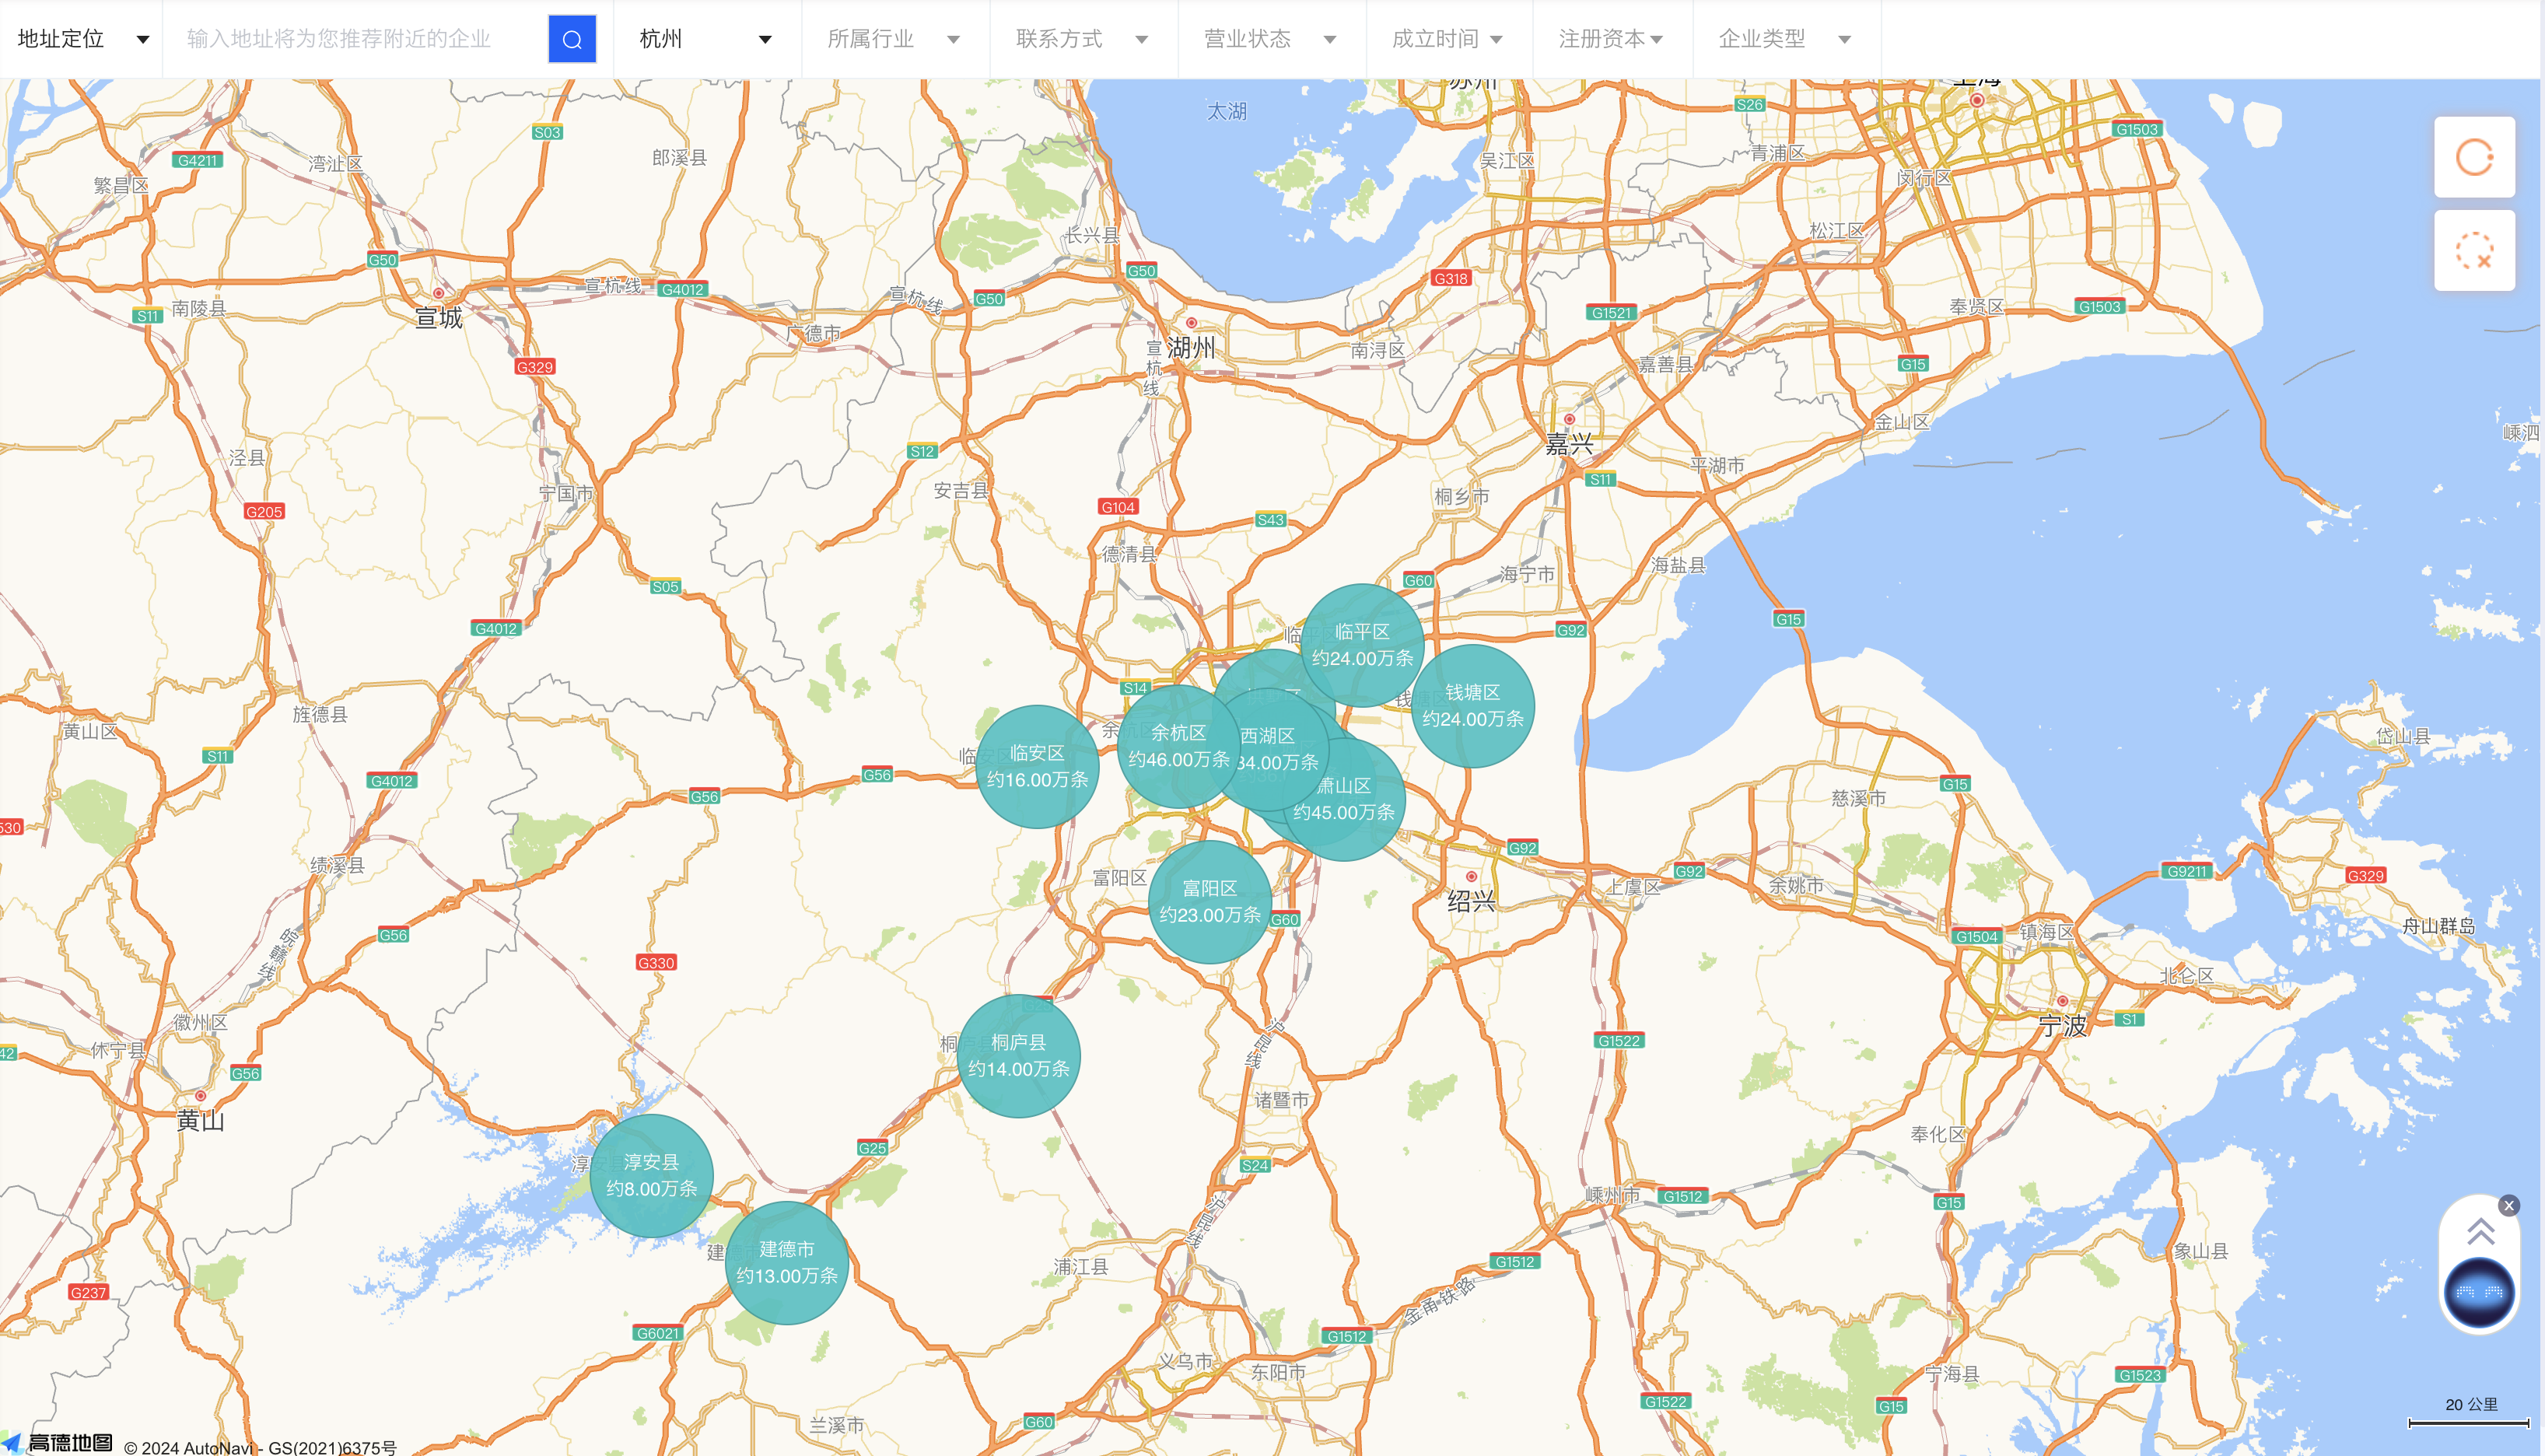 地址定位
输入地址将为您推荐附近的企业
杭州
所属行业
联系方式
营业状态
成立时间
注册资本
企业类型
太湖
S26
G1503
S03
G4211
湾沚区
郎溪县
繁昌区
吴江区
青浦区
闵行区
长兴县
松江区
G50
G50
G318
宣杭线
G4012
宣杭线
G50
宣城
S11
南陵县
广德市
湖州
G1521
奉贤区
G1503
宣杭线
南浔区
嘉善县
G15
G329
金山区
嵊泗
嘉兴
S12
泾县
平湖市
S11
安吉县
宁国市
桐乡市
G205
G104
S43
德清县
海宁市
海盐县
G60
S05
G4012
G15
G92
临平区
约24.00万条
S14
钱塘区
约24.00万条
旌德县
黄山区
S11
余杭区
约46.00万条
西湖区
34.00万条
临安区
约16.00万条
岱山县
G4012
G56
G56
G15
萧山区
约45.00万条
慈溪市
530
绩溪县
G92
G92
G9211
G329
富阳区
富阳区
约23.00万条
G60
绍兴
上虞区
余姚市
舟山群岛
G56
皖赣线
G1504
镇海区
G330
北仑区
徽州区
宁波
S1
沪昆线
休宁县
42
G56
桐庐县
约14.00万条
G1522
诸暨市
黄山
G25
奉化区
S24
淳安县
约8.00万条
嵊州市
G1512
G15
沪昆线
建德市
约13.00万条
象山县
浦江县
G1512
G237
金甬铁路
G6021
G1512
义乌市
东阳市
宁海县
G1523
G1522
G15
20 公里
G60
兰溪市
高德地图
© 2024 AutoNavi - GS(2021)6375号